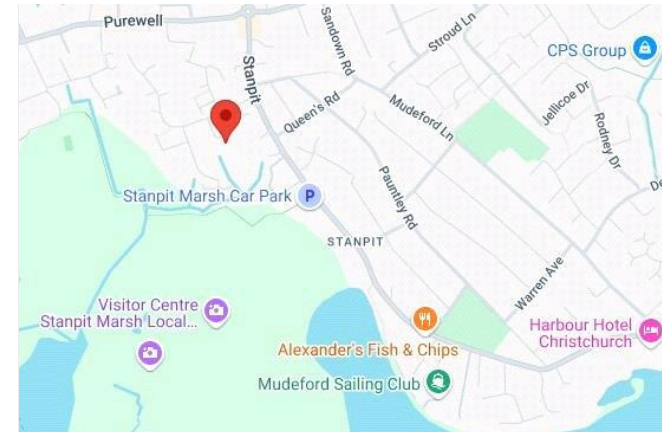 Purewell
Stanpit
Sandown Rd
Stroud Ln
CPS Group
Queen's Rd
Mudeford Ln
Jellicoe Dr
Rodney Dr
De
Stanpit Marsh Car Park
P
Pauntley Rd
STANPIT
Visitor Centre
Stanpit Marsh Local...
Warren Ave
Alexander's Fish & Chips
Harbour Hotel
Christchurch
Mudeford Sailing Club